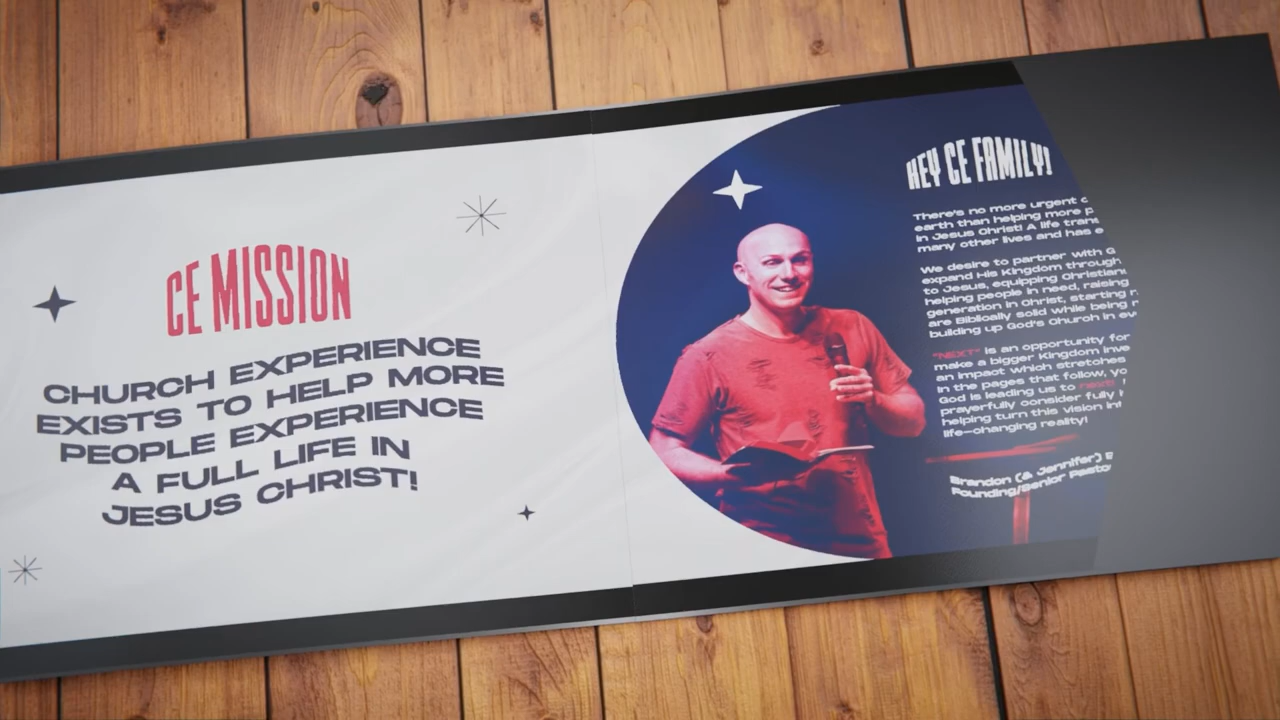 CE MISSION
CHURCH EXPERIENCE
EXISTS TO HELP MORE
PEOPLE EXPERIENCE
A FULL LIFE IN
JESUS CHRIST!
HEY CE FAMILY!
There's no more urgent
earth than helping more
in Jesus Christ! A life
many other lives and has
We desire to partner with
expand His Kingdom through
to Jesus, equipping
helping people in need, raising
generation in Christ, starting
are Biblically solid while being
building up God's Church in
"NEXT" is an opportunity for
make a bigger Kingdom
an impact which stretches
In the pages that follow,
God is leading us to next!
prayerfully consider fully
helping turn this vision
life-changing reality!
Brandon (& Jennifer)
Founding/Senior